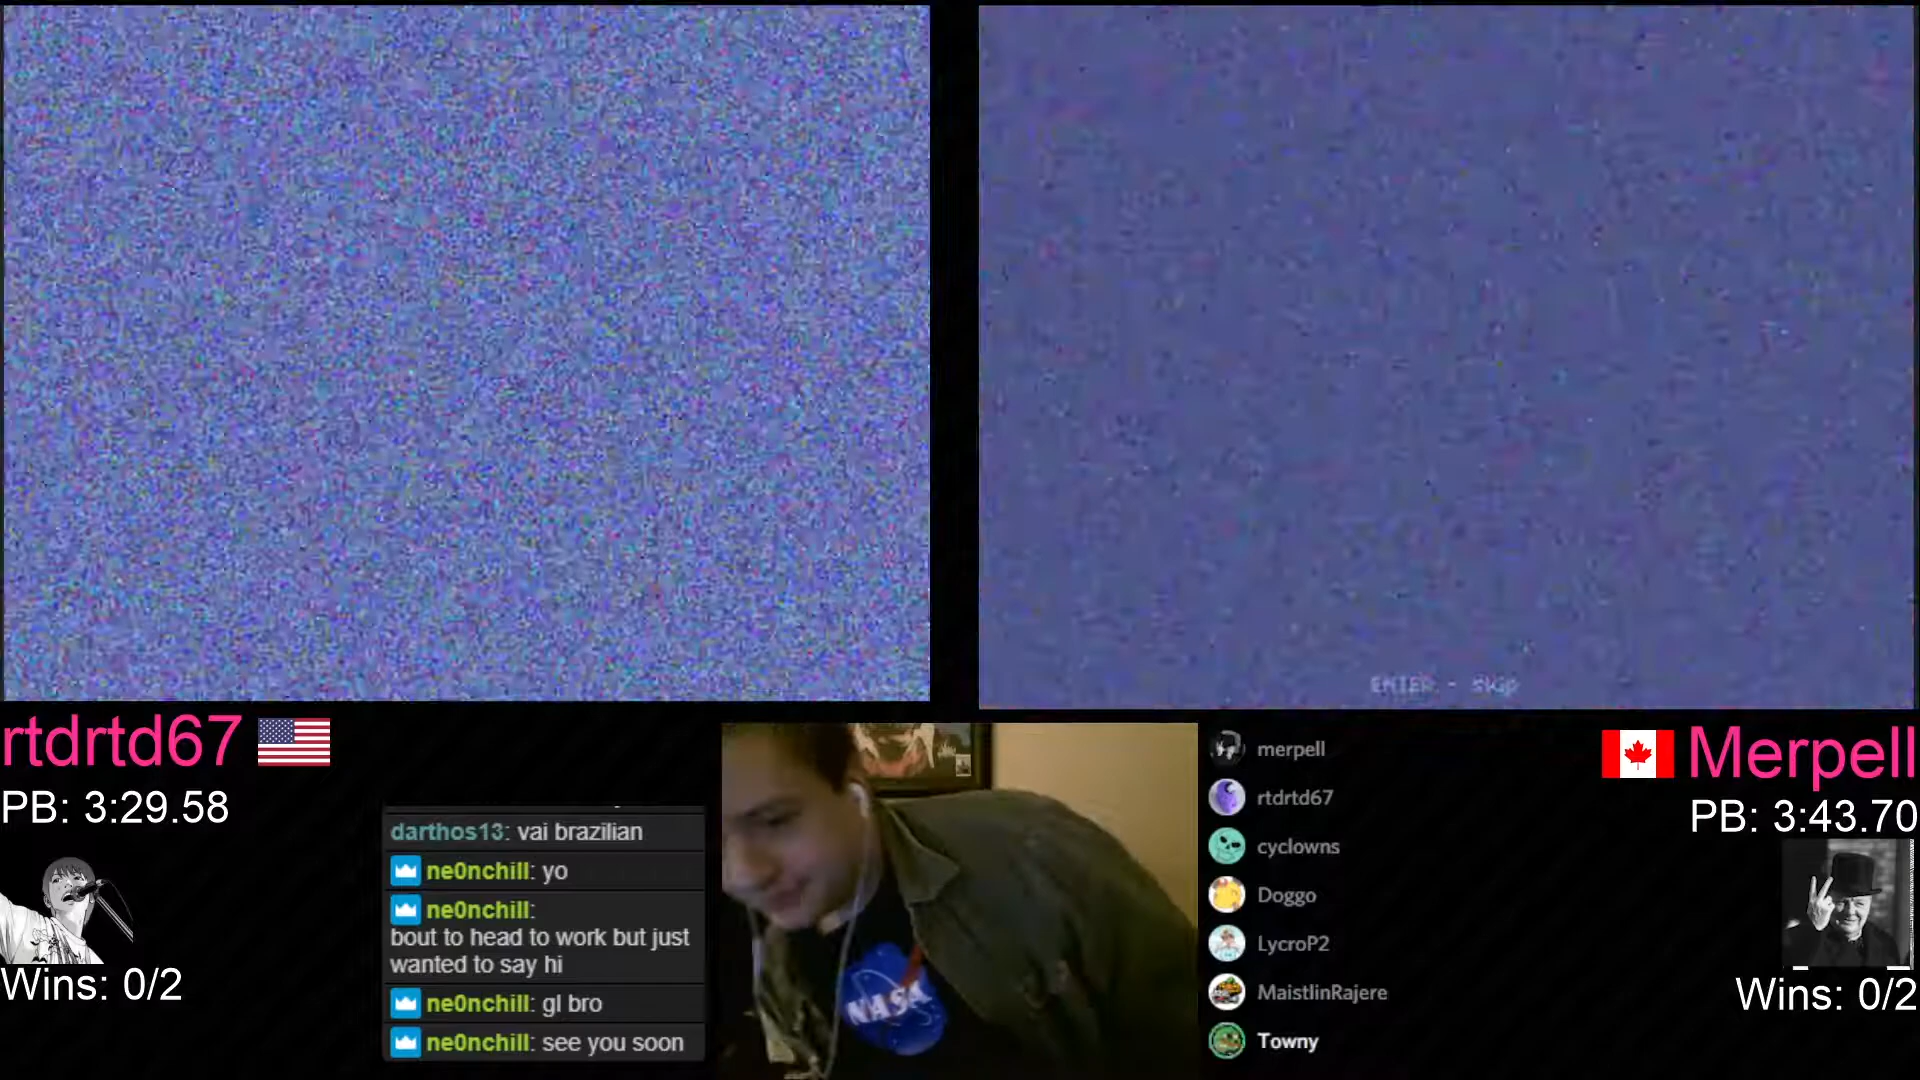 ENTER - Skip
rtdrtd67
PB: 3:29.58
Wins: 0/2
darthos13: vai brazilian
ne0nchill: yo
ne0nchill:
bout to head to work but just
wanted to say hi
ne0nchill: gl bro
ne0nchill: see you soon
NASA
merpell
rtdrtd67
cyclowns
Doggo
LycroP2
MaistlinRajere
Towny
Merpell
PB: 3:43.70
Wins: 0/2